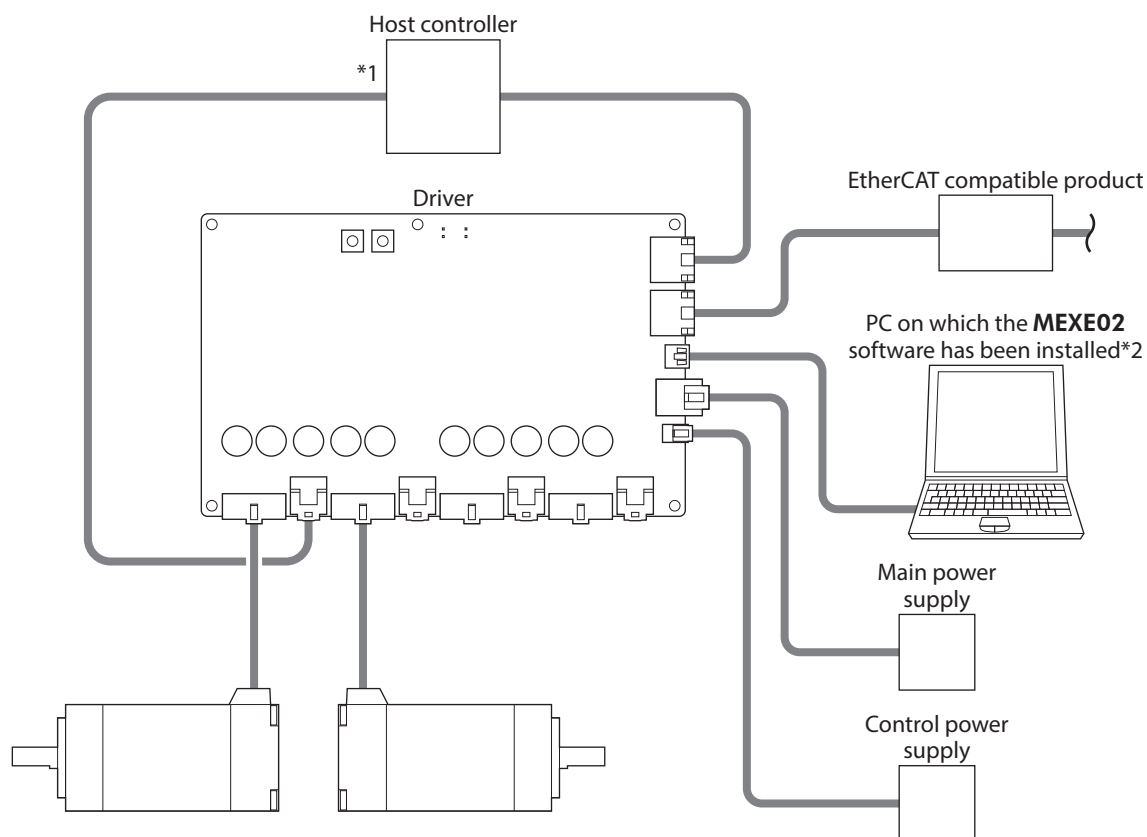 Host controller
*1
Driver
EtherCAT compatible product
PC on which the MEXE02
software has been installed*2
Main power
supply
Control power
supply